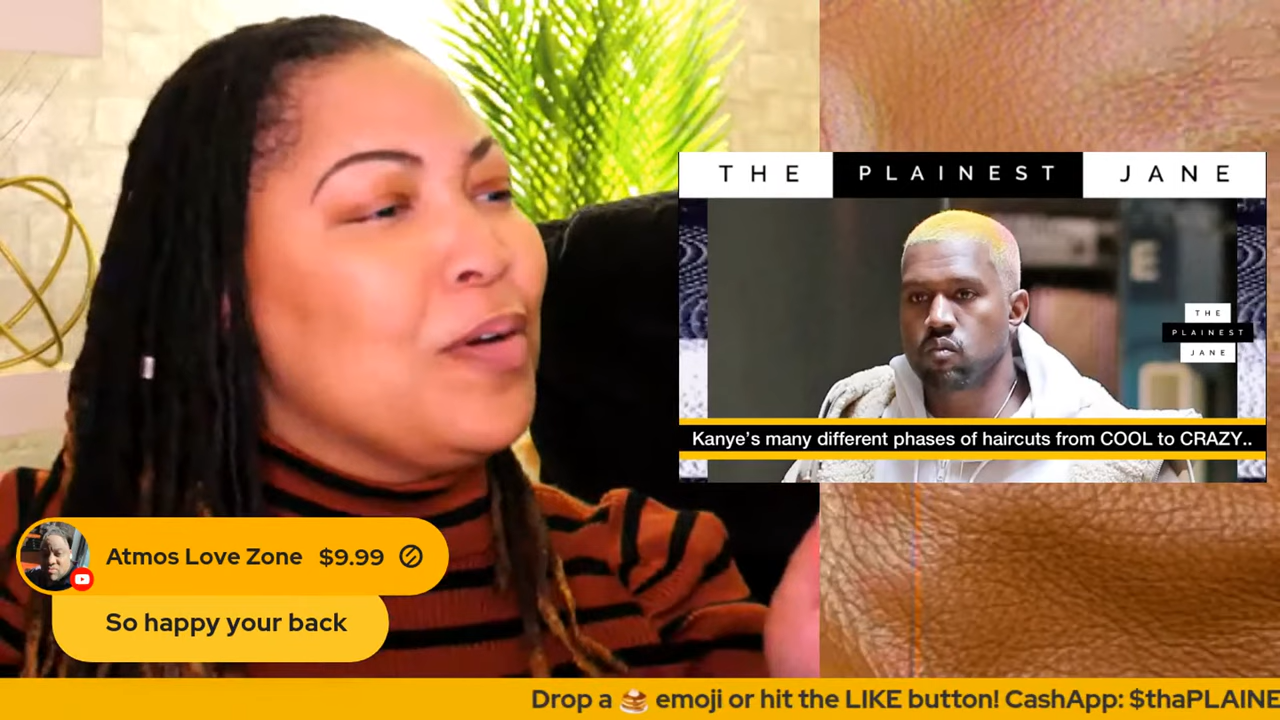 THE PLAINEST JANE
THE
PLAINEST
JANE
E
Kanye's many different phases of haircuts from COOL to CRAZY..
Atmos Love Zone $9.99
So happy your back
Drop a 🥞 emoji or hit the LIKE button! CashApp: $thaPLAINE